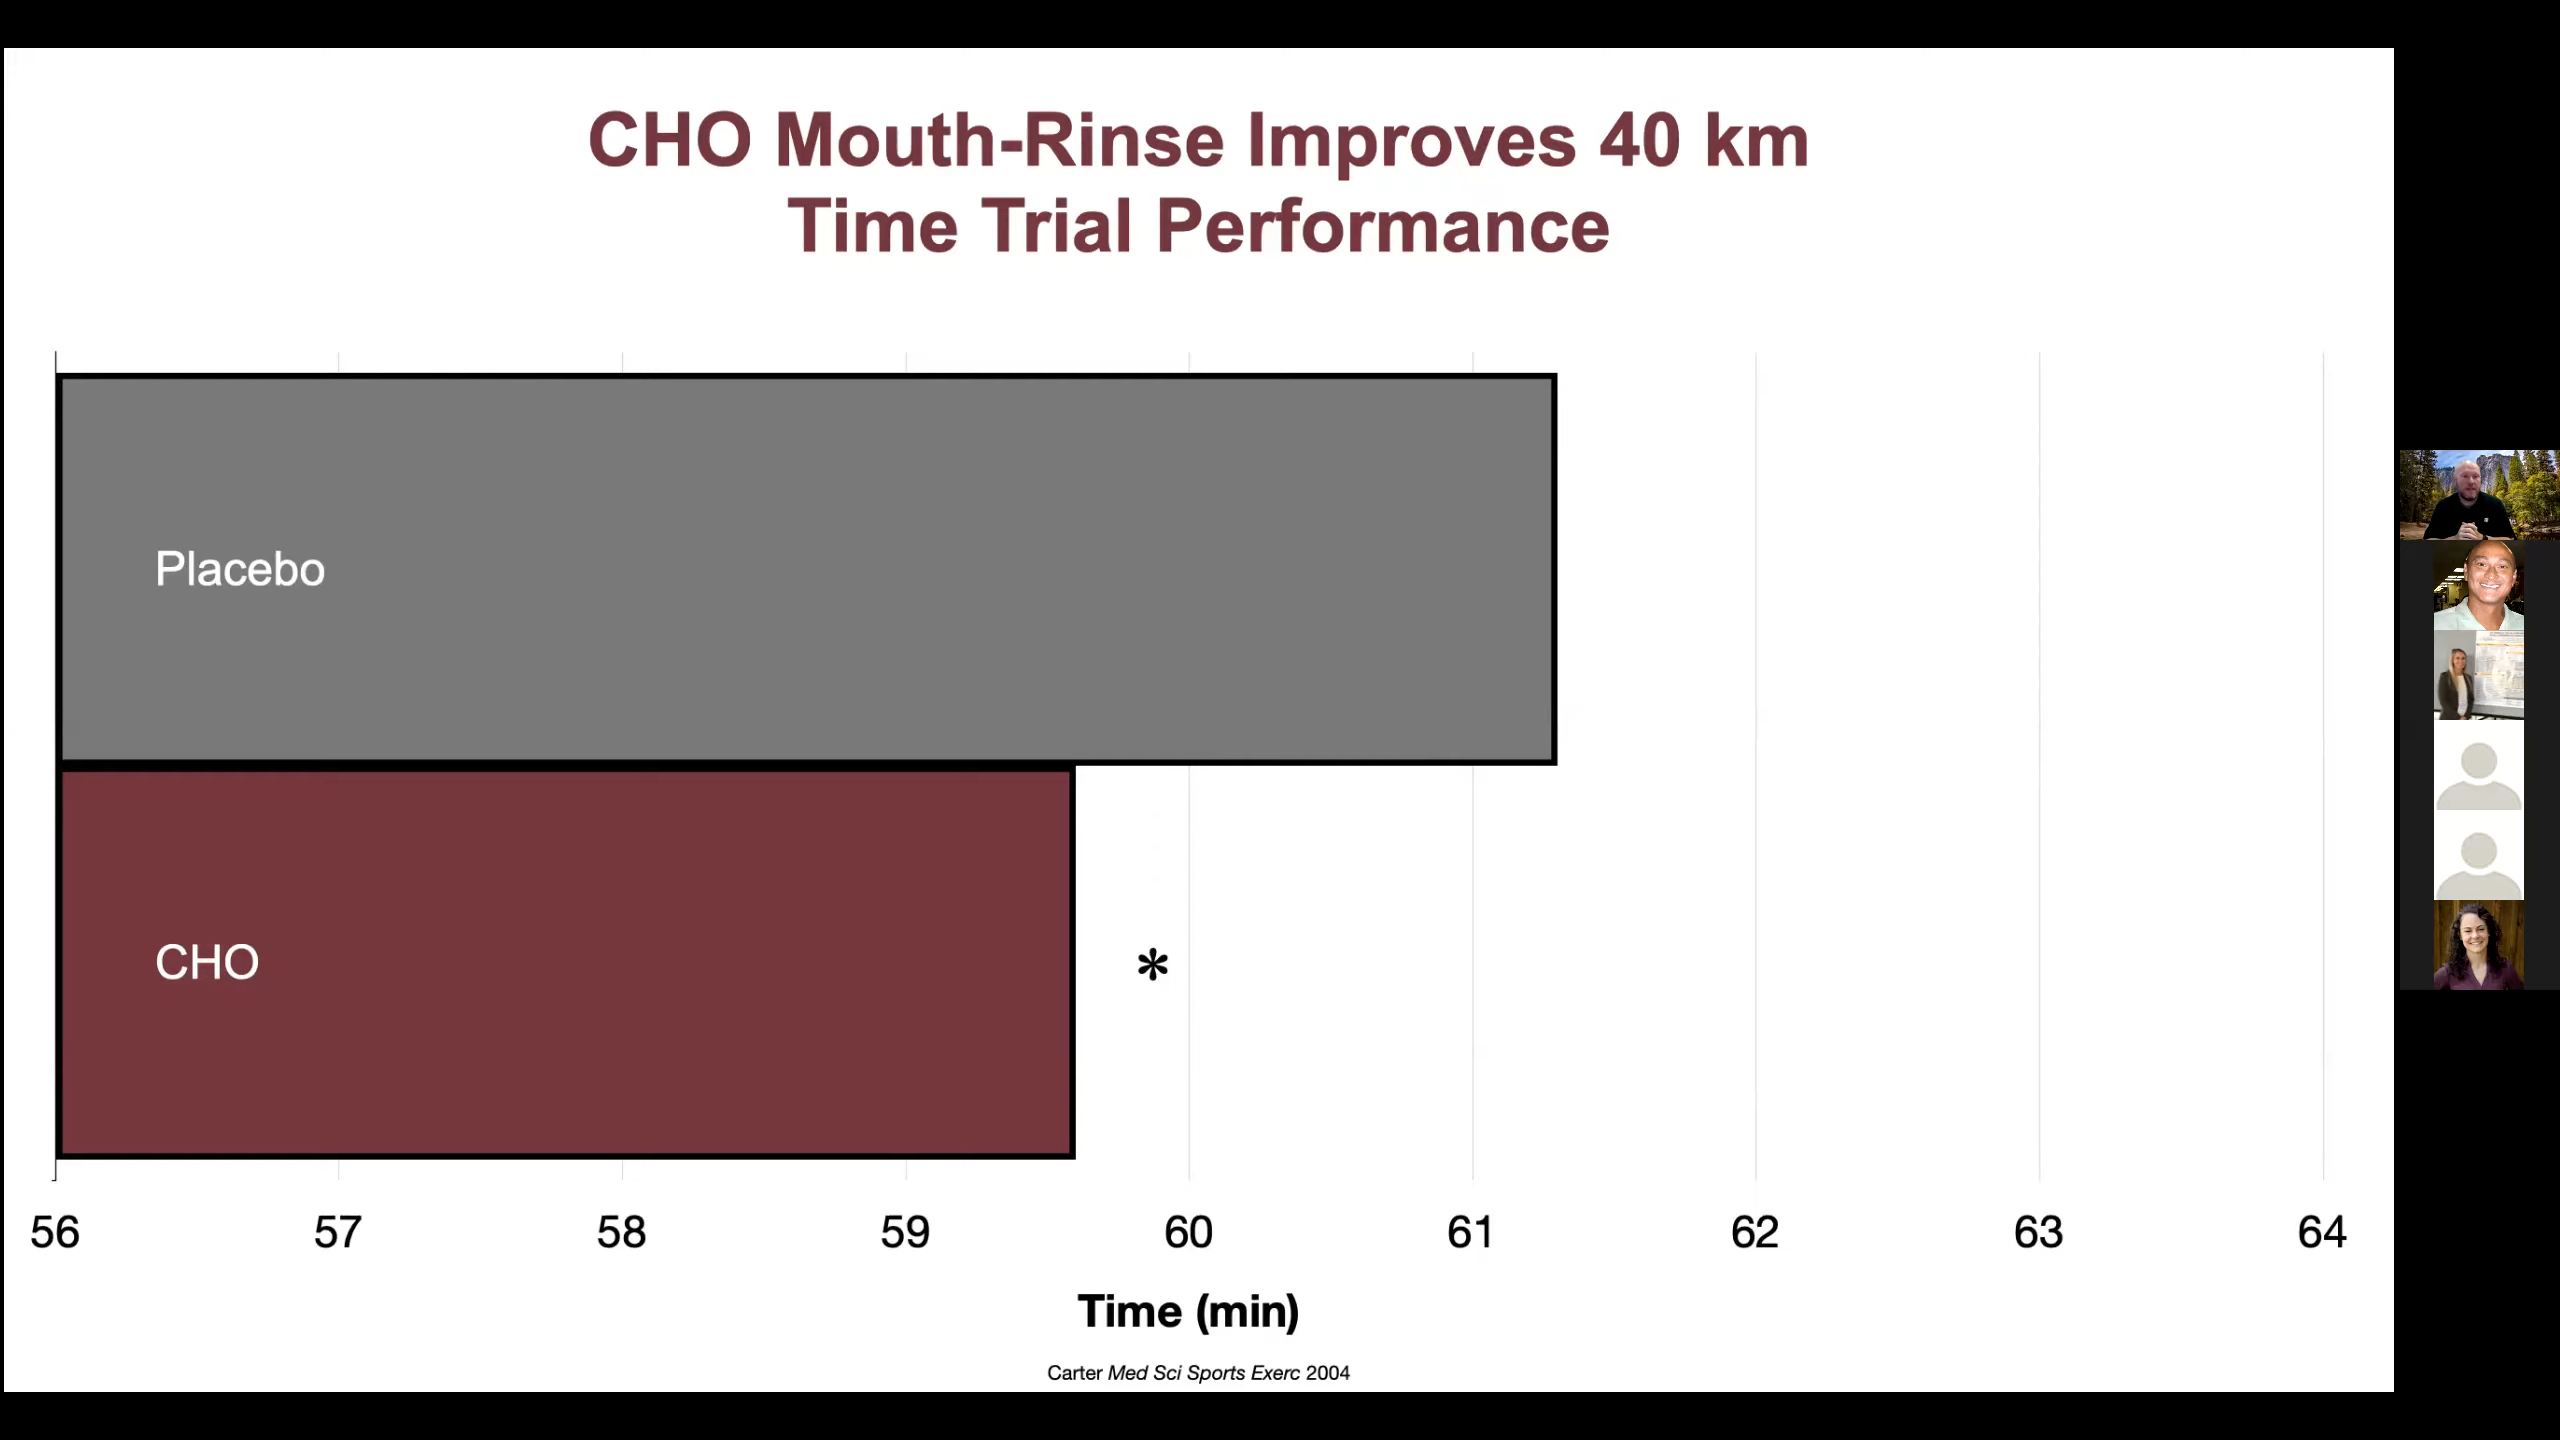 CHO Mouth-Rinse Improves 40 km
Time Trial Performance
Placebo
CHO
*
56 57 58 59 60 61 62 63 64
Time (min)
Carter Med Sci Sports Exerc 2004